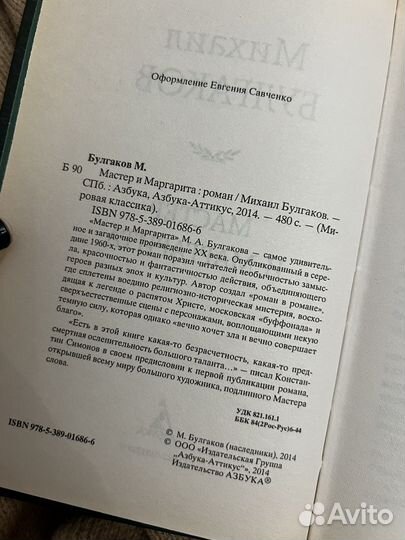 Михаил
БУЛГАКОВ
Оформление Евгения Савченко
Булгаков М.
Б 90 Мастер и Маргарита : роман / Михаил Булгаков. —
СПб. : Азбука, Азбука-Аттикус, 2014. — 480 с. — (Ми-
ровая классика).
ISBN 978-5-389-01686-6
«Мастер и Маргарита» М. А. Булгакова — самое удивитель-
ное и загадочное произведение XX века. Опубликованный в сере-
дине 1960-х, этот роман поразил читателей необычностью замыс-
ла, красочностью и фантастичностью действия, объединяющего
героев разных эпох и культур. Автор создал «роман в романе»,
где сплетены воедино религиозно-историческая мистерия, восхо-
дящая к легенде о распятом Христе, московская «буффонада» и
сверхъестественные сцены с персонажами, воплощающими некую
темную силу, которая однако «вечно хочет зла и вечно совершает
благо».
«Есть в этой книге какая-то безрасчетность, какая-то пред-
смертная ослепительность большого таланта...» — писал Констан-
тин Симонов в своем предисловии к первой публикации романа,
открывшей всему миру большого художника, подлинного Мастера
слова.
УДК 821.161.1
ББК 84(2Рос-Рус)6-44
© М. Булгаков (наследники), 2014
© ООО «Издательская Группа
„Азбука-Аттикус“», 2014
Издательство АЗБУКА®
ISBN 978-5-389-01686-6
Avito